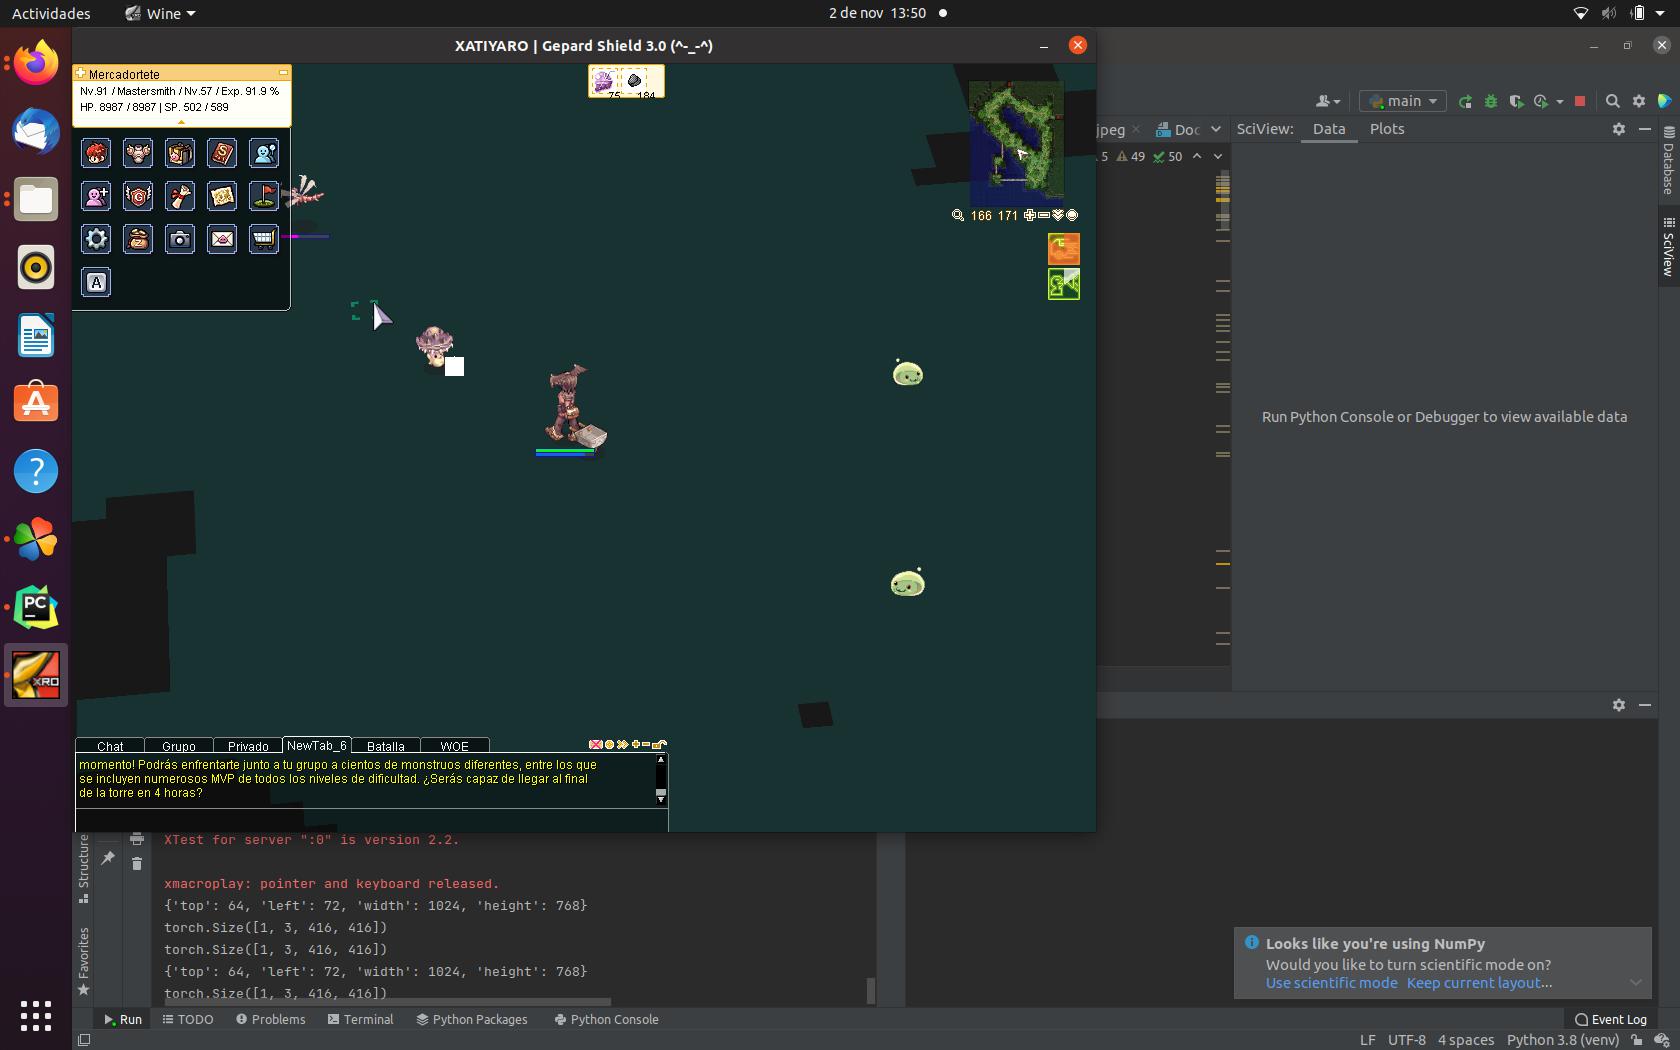 Actividades
Wine
2 de nov 13:50
XATIYARO | Gepard Shield 3.0 (^-_-^)
Mercadortete
Nv.91 / Mastersmith / Nv.57 / Exp. 91.9 %
HP. 8987 / 8987 | SP. 502 / 589
A
75 184
166 171
main
jpeg
Doc
SciView:
Data
Plots
5 49 50
Database
SciView
Run Python Console or Debugger to view available data
PC
XRO
Chat
Grupo
Privado
NewTab_6
Batalla
WOE
momento! Podrás enfrentarte junto a tu grupo a cientos de monstruos diferentes, entre los que
se incluyen numerosos MVP de todos los niveles de dificultad. ¿Serás capaz de llegar al final
de la torre en 4 horas?
Structure
Favorites
XTest for server ":0" is version 2.2.
xmacroplay: pointer and keyboard released.
{'top': 64, 'left': 72, 'width': 1024, 'height': 768}
torch.Size([1, 3, 416, 416])
torch.Size([1, 3, 416, 416])
{'top': 64, 'left': 72, 'width': 1024, 'height': 768}
torch.Size([1, 3, 416, 416])
Looks like you're using NumPy
Would you like to turn scientific mode on?
Use scientific mode Keep current layout...
Run
TODO
Problems
Terminal
Python Packages
Python Console
Event Log
LF UTF-8 4 spaces Python 3.8 (venv)